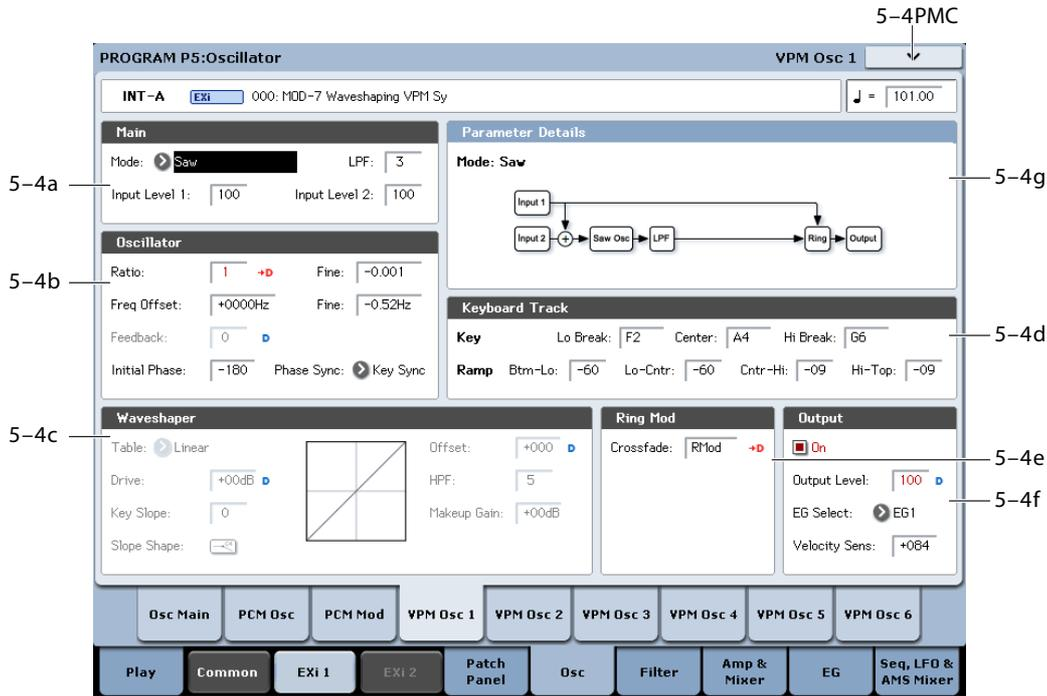 5–4PMC
PROGRAM P5:Oscillator VPM Osc 1
INT-A EXi 000: MOD-7 Waveshaping VPM Sy ♩ = 101.00
Main
Mode: Saw LPF: 3
Input Level 1: 100 Input Level 2: 100
5–4a
Parameter Details
Mode: Saw
Input 1
Input 2 + Saw Osc LPF Ring Output
5–4g
Oscillator
Ratio: 1 →D Fine: -0.001
5–4b
Freq Offset: +0000Hz Fine: -0.52Hz
Feedback: 0 D
Initial Phase: -180 Phase Sync: Key Sync
Keyboard Track
Key Lo Break: F2 Center: A4 Hi Break: G6
5–4d
Ramp Btm-Lo: -60 Lo-Cntr: -60 Cntr-Hi: -09 Hi-Top: -09
Waveshaper
5–4c
Table: Linear Offset: +000 D
Drive: +00dB D HPF: 5
Key Slope: 0 Makeup Gain: +00dB
Slope Shape:
Ring Mod
Crossfade: RMod →D
5–4e
Output
On
Output Level: 100 D
5–4f
EG Select: EG1
Velocity Sens: +084
Osc Main PCM Osc PCM Mod VPM Osc 1 VPM Osc 2 VPM Osc 3 VPM Osc 4 VPM Osc 5 VPM Osc 6
Play Common EXi 1 EXi 2 Patch Panel Osc Filter Amp & Mixer EG Seq, LFO & AMS Mixer